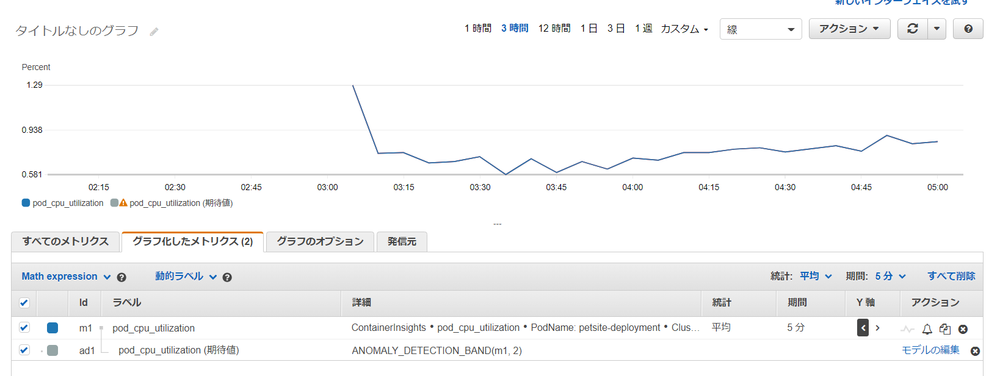 新しいインターフェイスを試す
タイトルなしのグラフ
1 時間 3 時間 12 時間 1 日 3 日 1 週 カスタム 線 アクション
Percent
1.29
0.938
0.581
02:15 02:30 02:45 03:00 03:15 03:30 03:45 04:00 04:15 04:30 04:45 05:00
pod_cpu_utilization pod_cpu_utilization (期待値)
すべてのメトリクス グラフ化したメトリクス (2) グラフのオプション 発信元
Math expression 動的ラベル 統計: 平均 期間: 5 分 すべて削除
Id ラベル 詳細 統計 期間 Y 軸 アクション
m1 pod_cpu_utilization ContainerInsights • pod_cpu_utilization • PodName: petsite-deployment • Clus... 平均 5 分
ad1 pod_cpu_utilization (期待値) ANOMALY_DETECTION_BAND(m1, 2) モデルの編集